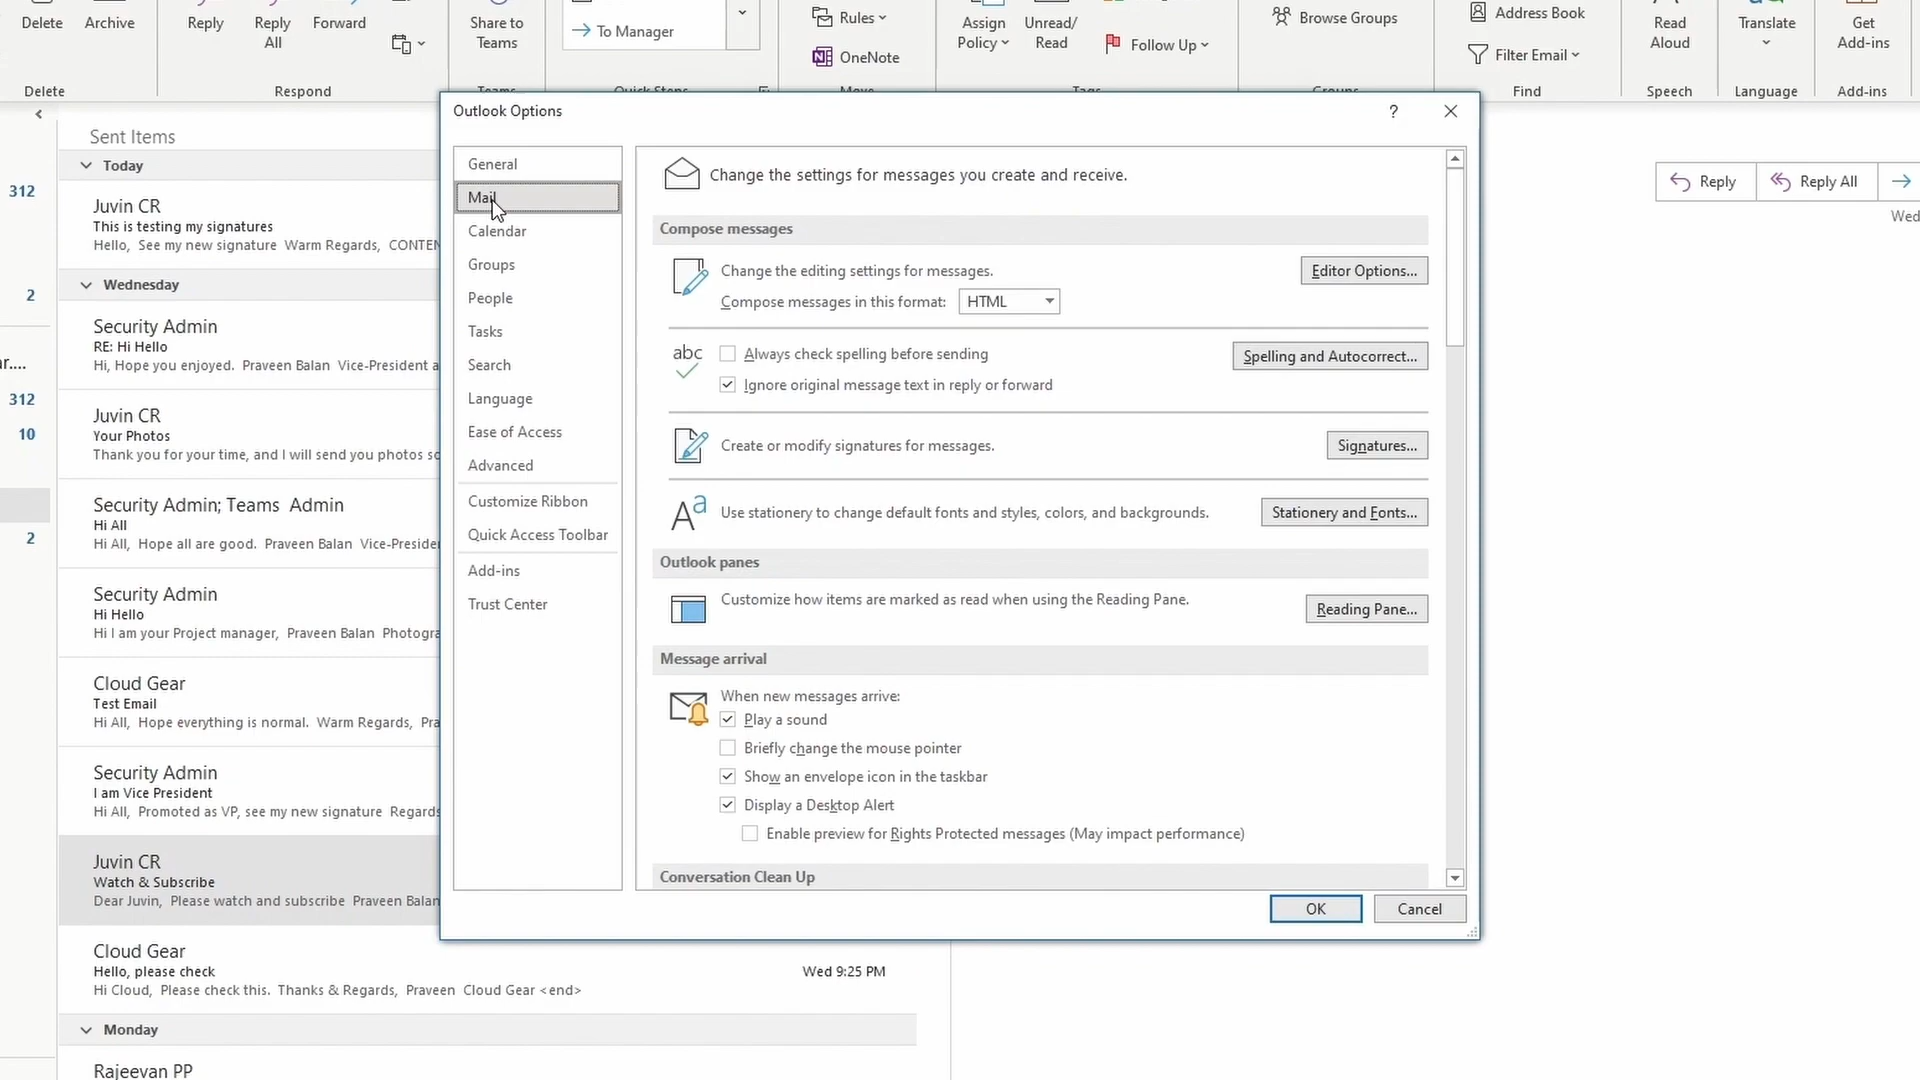 Delete
Archive
Reply
Reply
All
Forward
Share to
Teams
To Manager
Rules
OneNote
Assign
Policy
Unread/
Read
Follow Up
Browse Groups
Address Book
Filter Email
Read
Aloud
Translate
Get
Add-ins
Delete
Respond
Teams
Quick Steps
Move
Tags
Groups
Find
Speech
Language
Add-ins
312
2
312
10
2
Sent Items
Today
Juvin CR
This is testing my signatures
Hello, See my new signature Warm Regards,
Wednesday
Security Admin
RE: Hi Hello
Hi, Hope you enjoyed. Praveen Balan Vice-President a
Juvin CR
Your Photos
Thank you for your time, and I will send you photos
Security Admin; Teams Admin
Hi All
Hi All, Hope all are good. Praveen Balan Vice-Preside
Security Admin
Hi Hello
Hi I am your Project manager, Praveen Balan Photogra
Cloud Gear
Test Email
Hi All, Hope everything is normal. Warm Regards, Pra
Security Admin
I am Vice President
Hi All, Promoted as VP, see my new signature Regards
Juvin CR
Watch & Subscribe
Dear Juvin, Please watch and subscribe Praveen Balan
Cloud Gear
Hello, please check
Wed 9:25 PM
Hi Cloud, Please check this. Thanks & Regards, Praveen Cloud Gear <end>
Monday
Rajeevan PP
Outlook Options
?
General
Mail
Calendar
Groups
People
Tasks
Search
Language
Ease of Access
Advanced
Customize Ribbon
Quick Access Toolbar
Add-ins
Trust Center
Change the settings for messages you create and receive.
Compose messages
Change the editing settings for messages.
Editor Options...
Compose messages in this format: HTML
abc
Always check spelling before sending
Spelling and Autocorrect...
Ignore original message text in reply or forward
Create or modify signatures for messages.
Signatures...
Aa
Use stationery to change default fonts and styles, colors, and backgrounds.
Stationery and Fonts...
Outlook panes
Customize how items are marked as read when using the Reading Pane.
Reading Pane...
Message arrival
When new messages arrive:
Play a sound
Briefly change the mouse pointer
Show an envelope icon in the taskbar
Display a Desktop Alert
Enable preview for Rights Protected messages (May impact performance)
Conversation Clean Up
OK
Cancel
Reply
Reply All
Wed